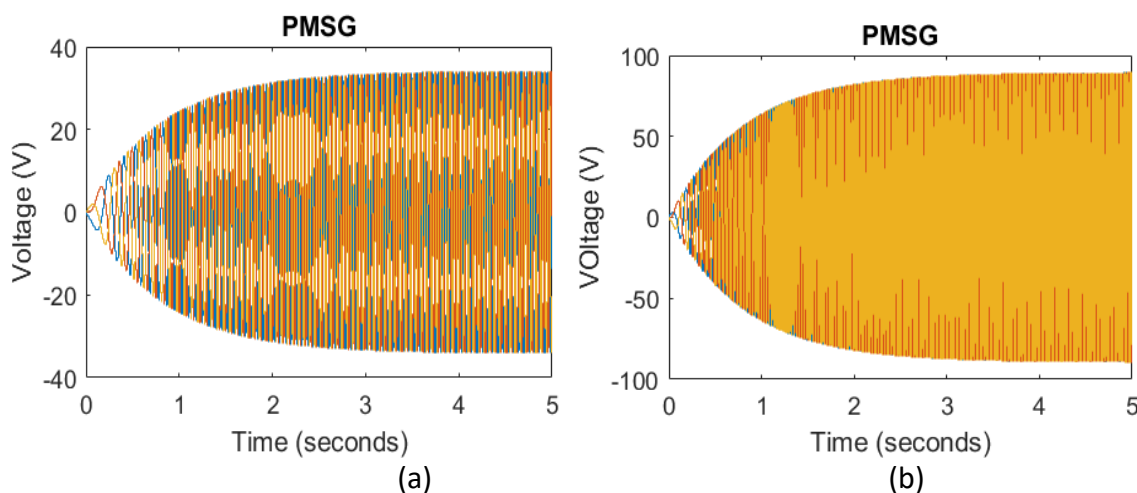 PMSG
40
20
0
-20
-40
Voltage (V)
0 1 2 3 4 5
Time (seconds)
(a)
PMSG
100
50
0
-50
-100
VOltage (V)
0 1 2 3 4 5
Time (seconds)
(b)